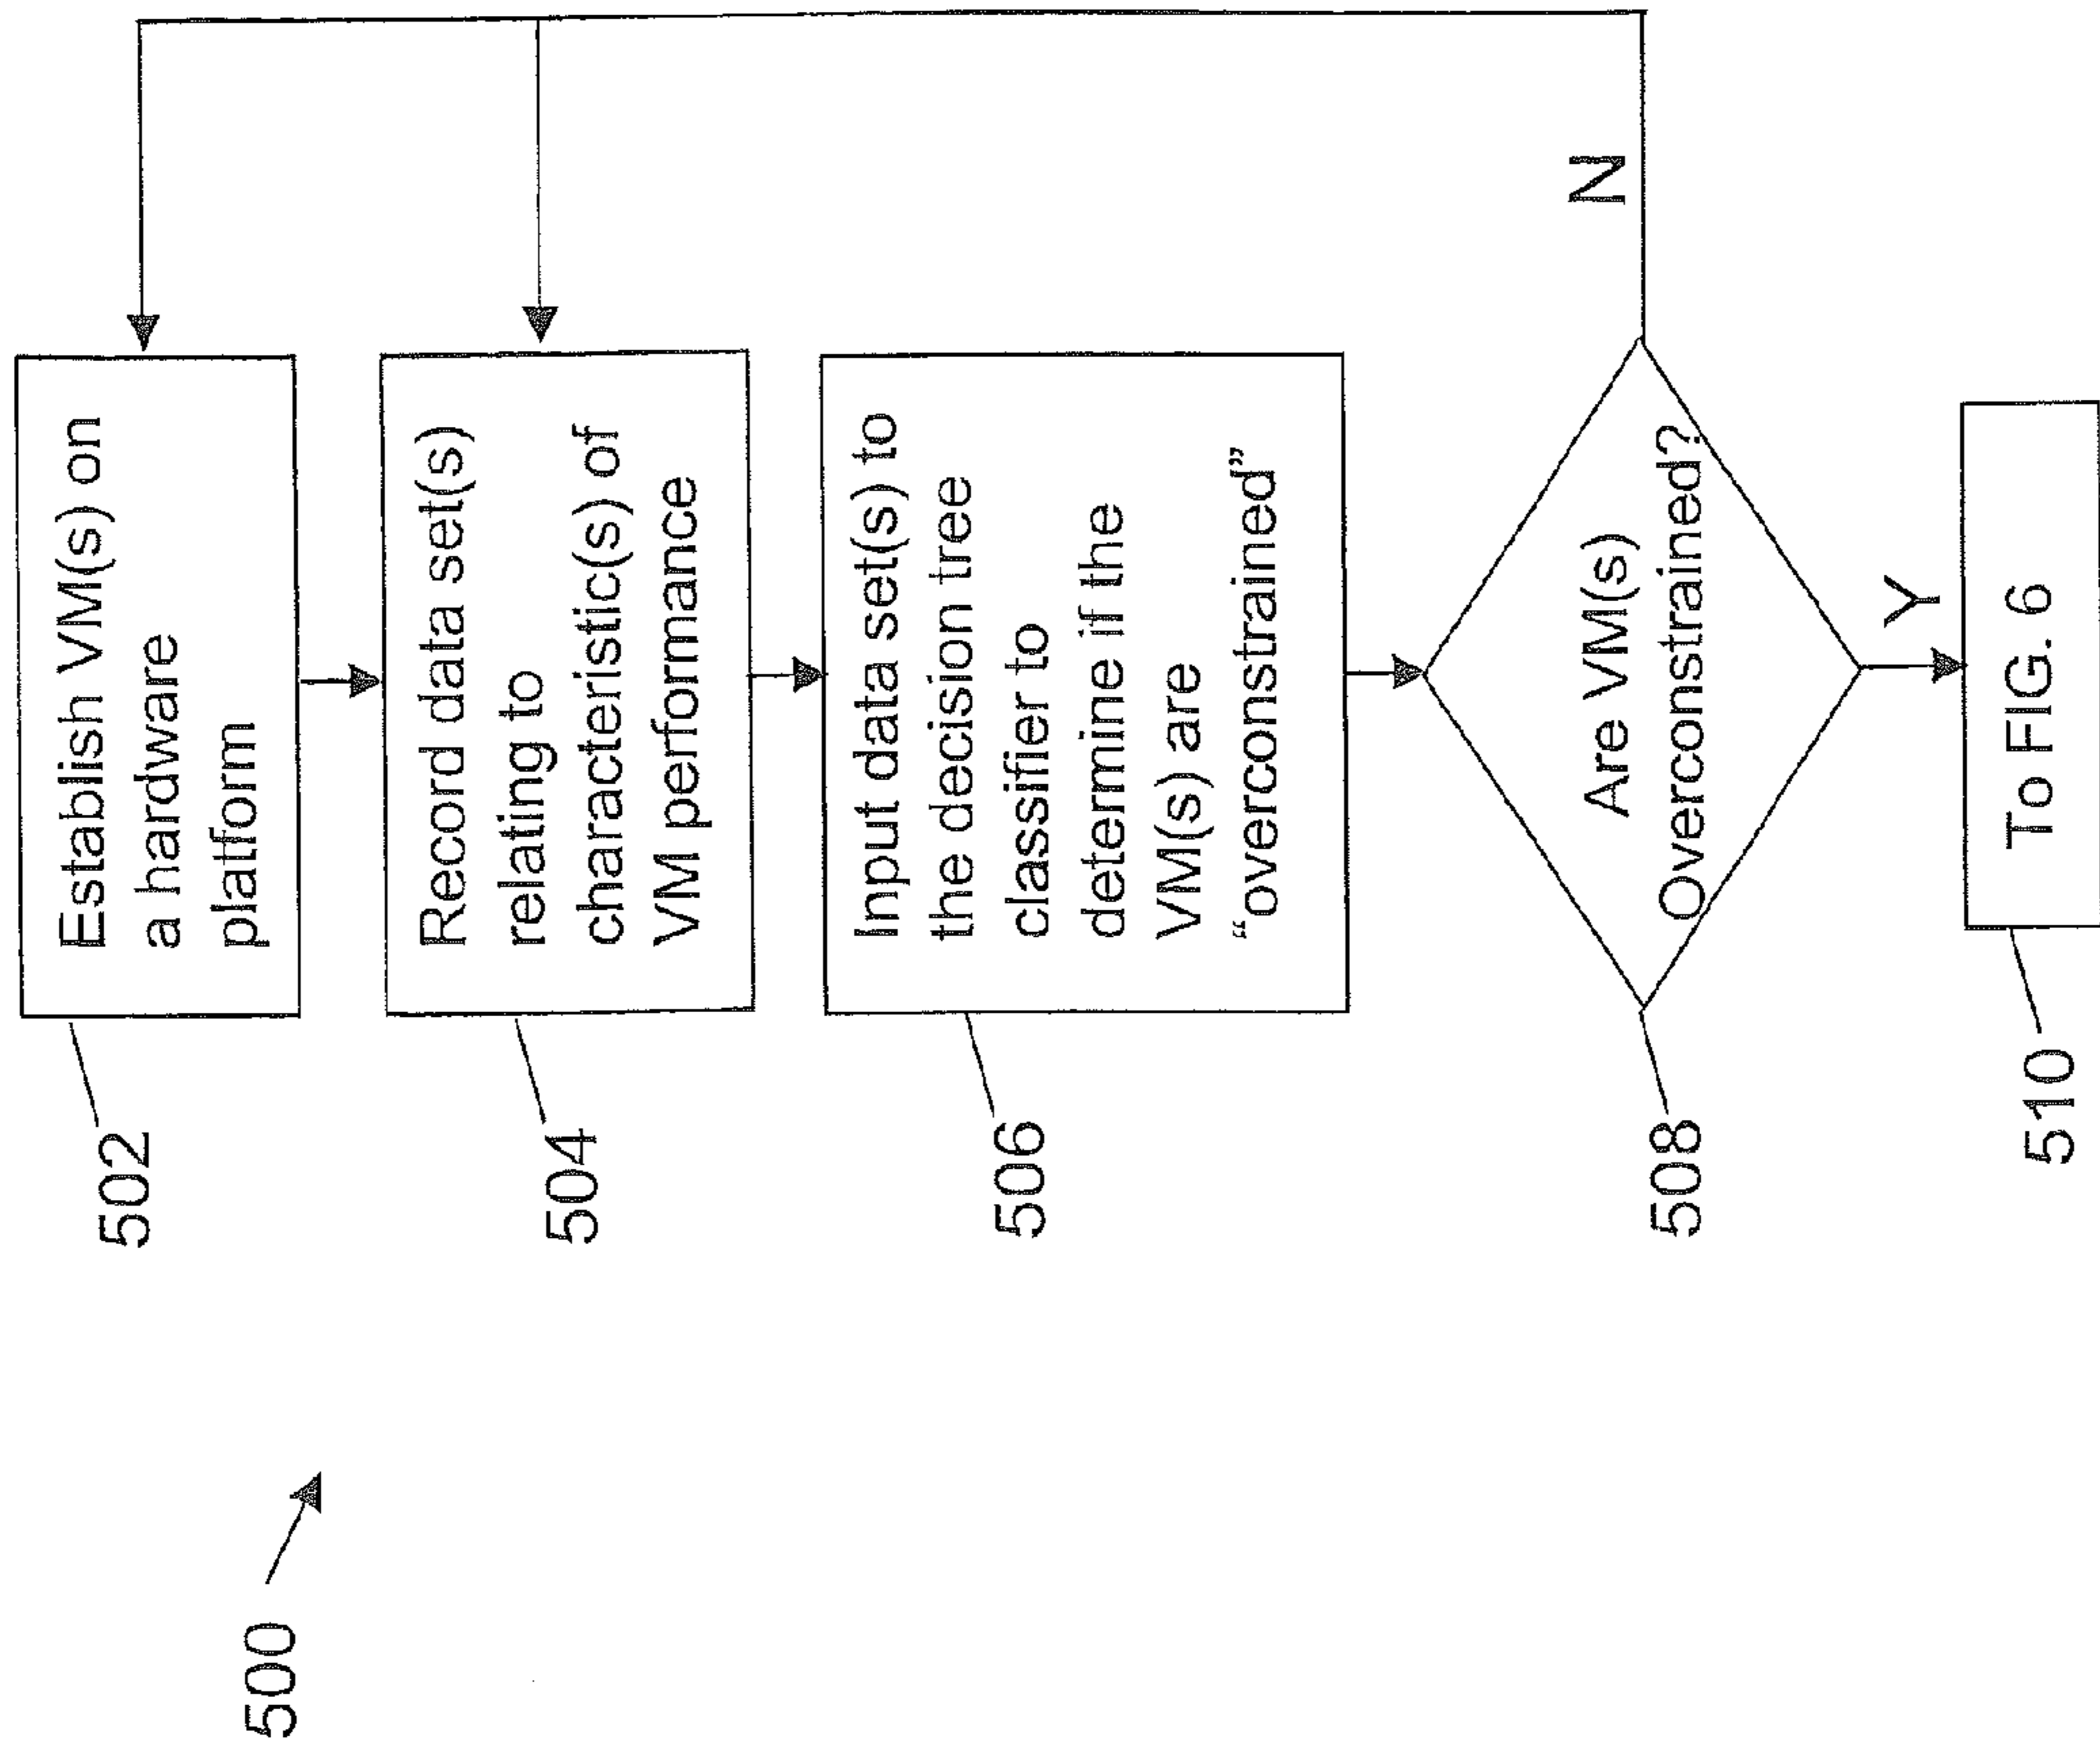 500
502
Establish VM(s) on
a hardware
platform
504
Record data set(s)
relating to
characteristic(s) of
VM performance
506
Input data set(s) to
the decision tree
classifier to
determine if the
VM(s) are
“overconstrained”
508
Are VM(s)
Overconstrained?
N
Y
510
To FIG. 6